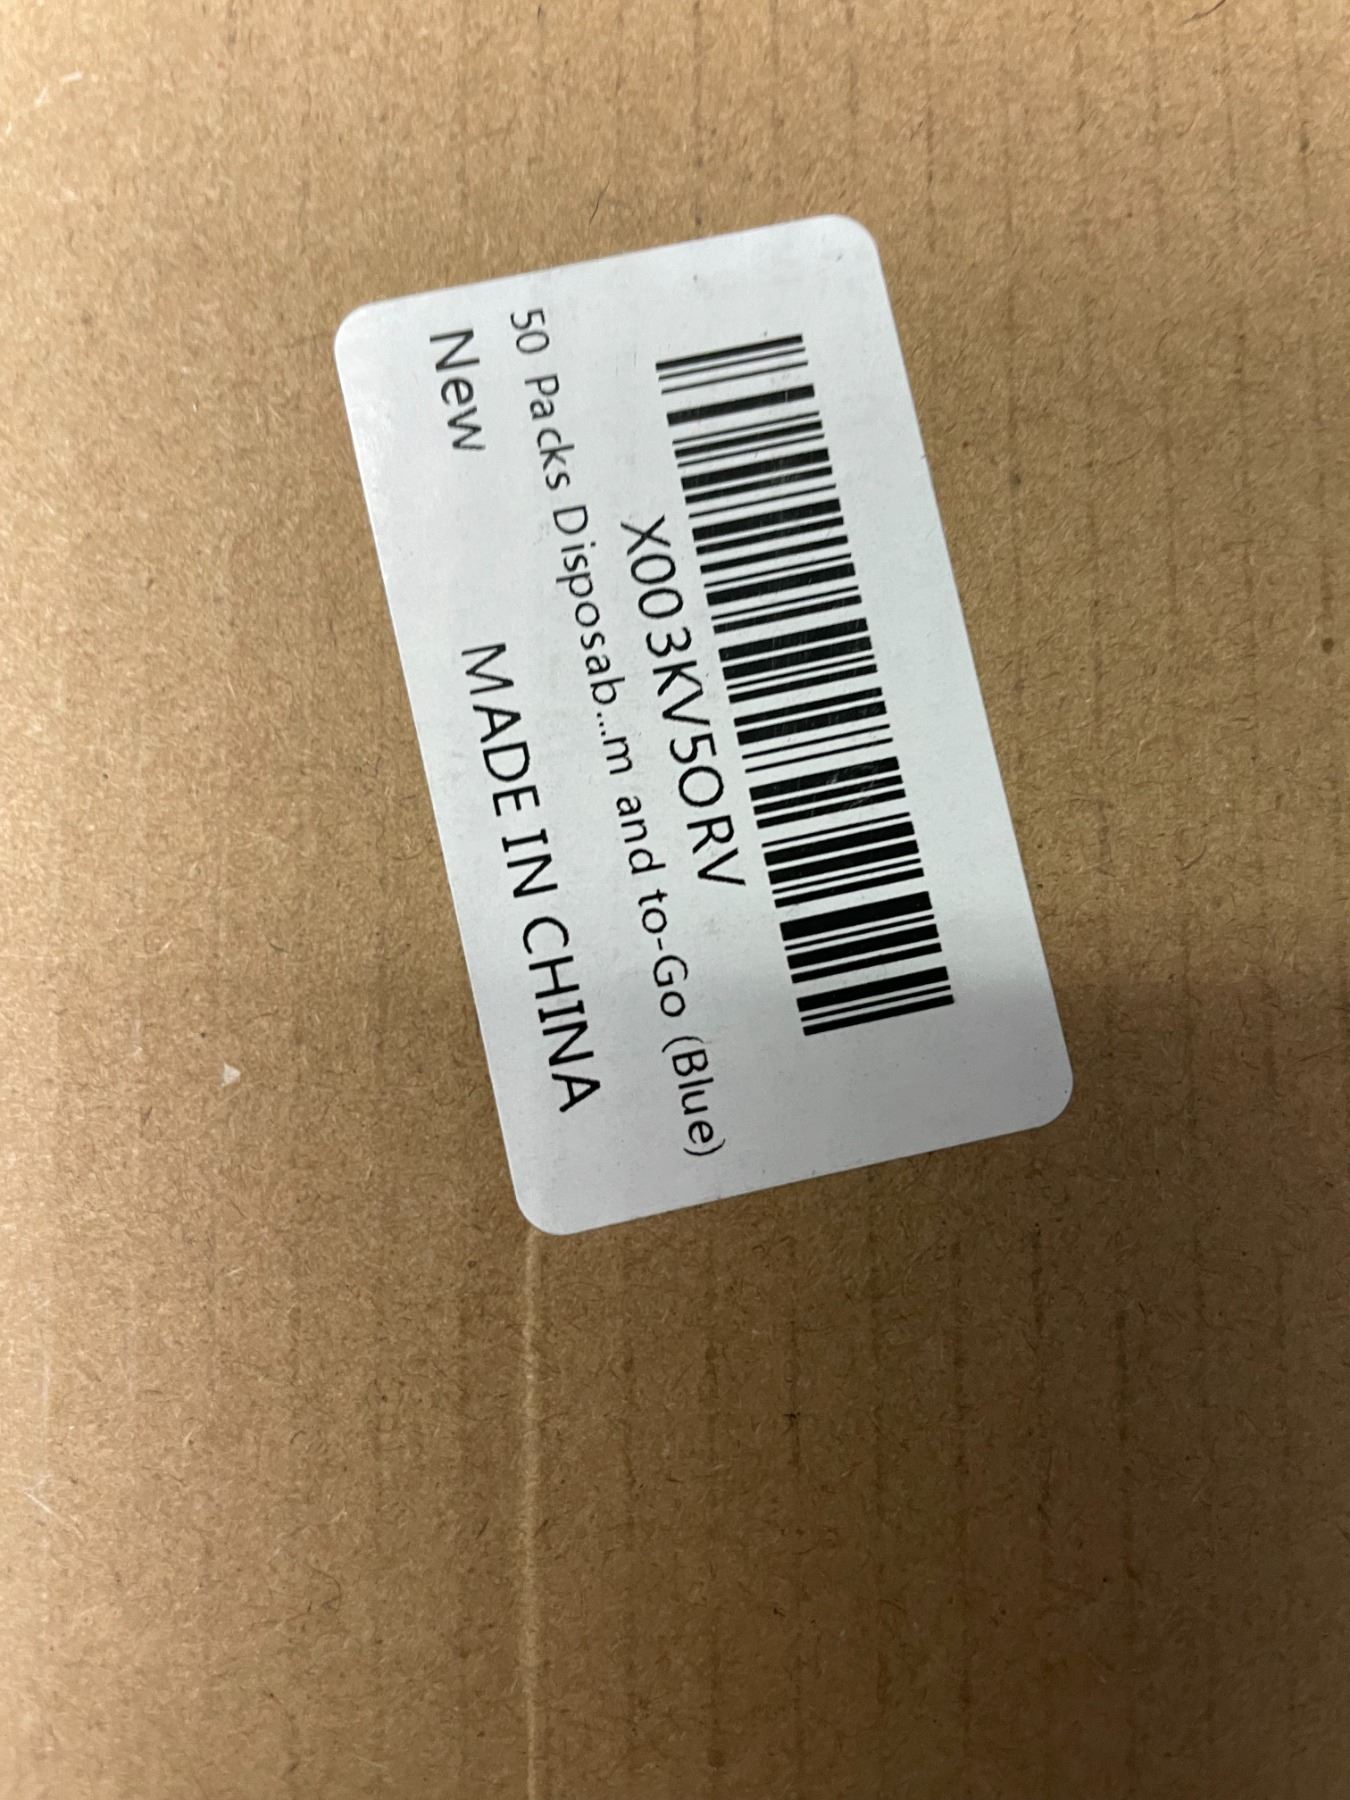 X003KV5ORV
50 Packs Disposab...m and to-Go (Blue)
New MADE IN CHINA